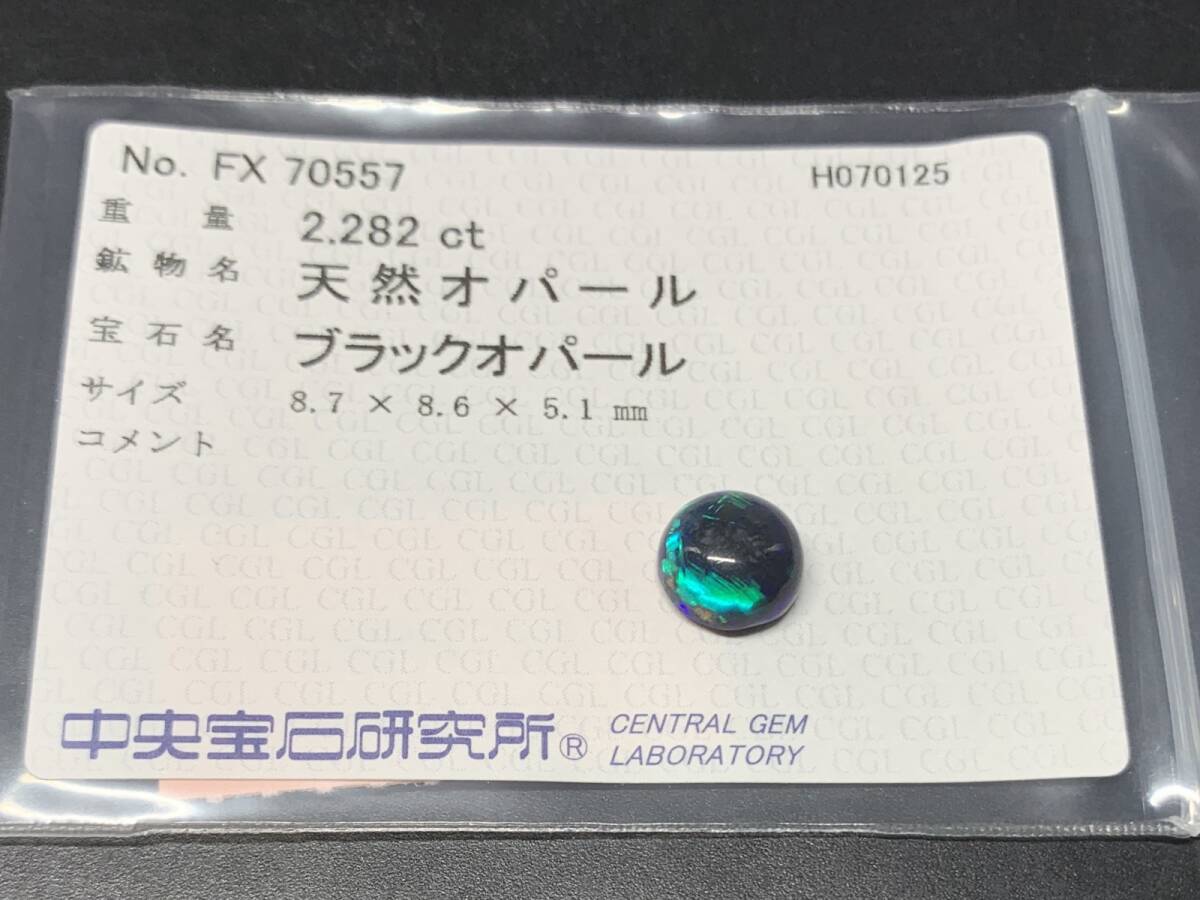 No. FX 70557
H070125
重量 2.282 ct
鉱物名 天然オパール
宝石名 ブラックオパール
サイズ 8.7 × 8.6 × 5.1 mm
コメント
中央宝石研究所® CENTRAL GEM
LABORATORY